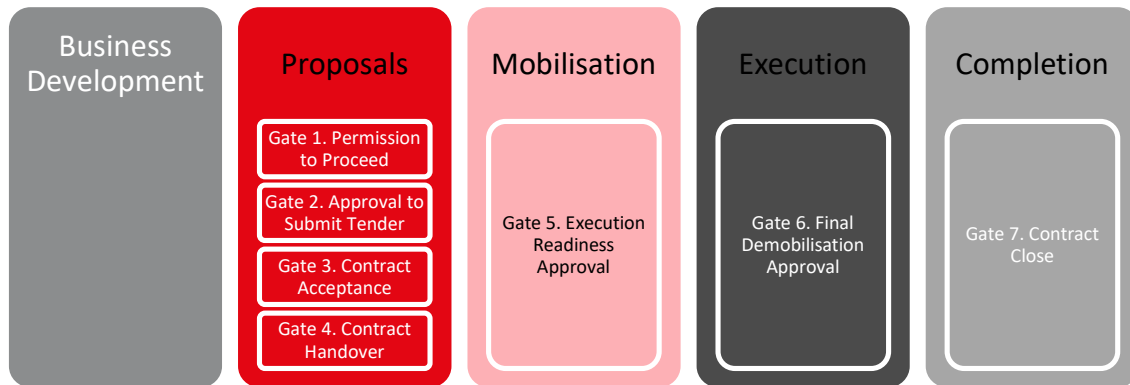 Business
Development
Proposals
Gate 1. Permission
to Proceed
Gate 2. Approval to
Submit Tender
Gate 3. Contract
Acceptance
Gate 4. Contract
Handover
Mobilisation
Gate 5. Execution
Readiness
Approval
Execution
Gate 6. Final
Demobilisation
Approval
Completion
Gate 7. Contract
Close